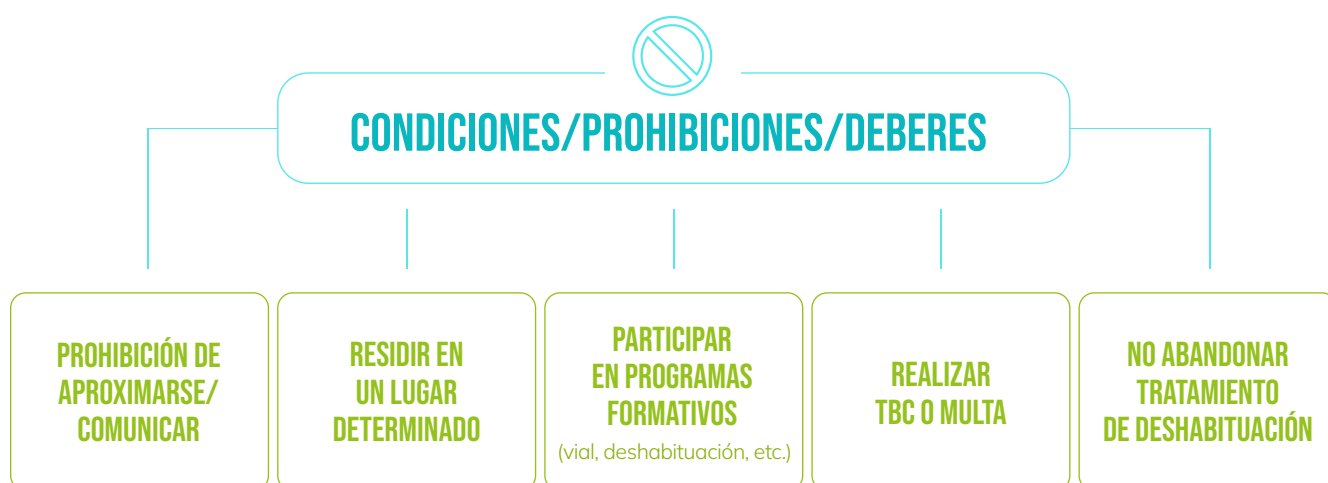 CONDICIONES/PROHIBICIONES/DEBERES
PROHIBICIÓN DE
APROXIMARSE/
COMUNICAR
RESIDIR EN
UN LUGAR
DETERMINADO
PARTICIPAR
EN PROGRAMAS
FORMATIVOS
(vial, deshabituación, etc.)
REALIZAR
TBC O MULTA
NO ABANDONAR
TRATAMIENTO
DE DESHABITUACIÓN